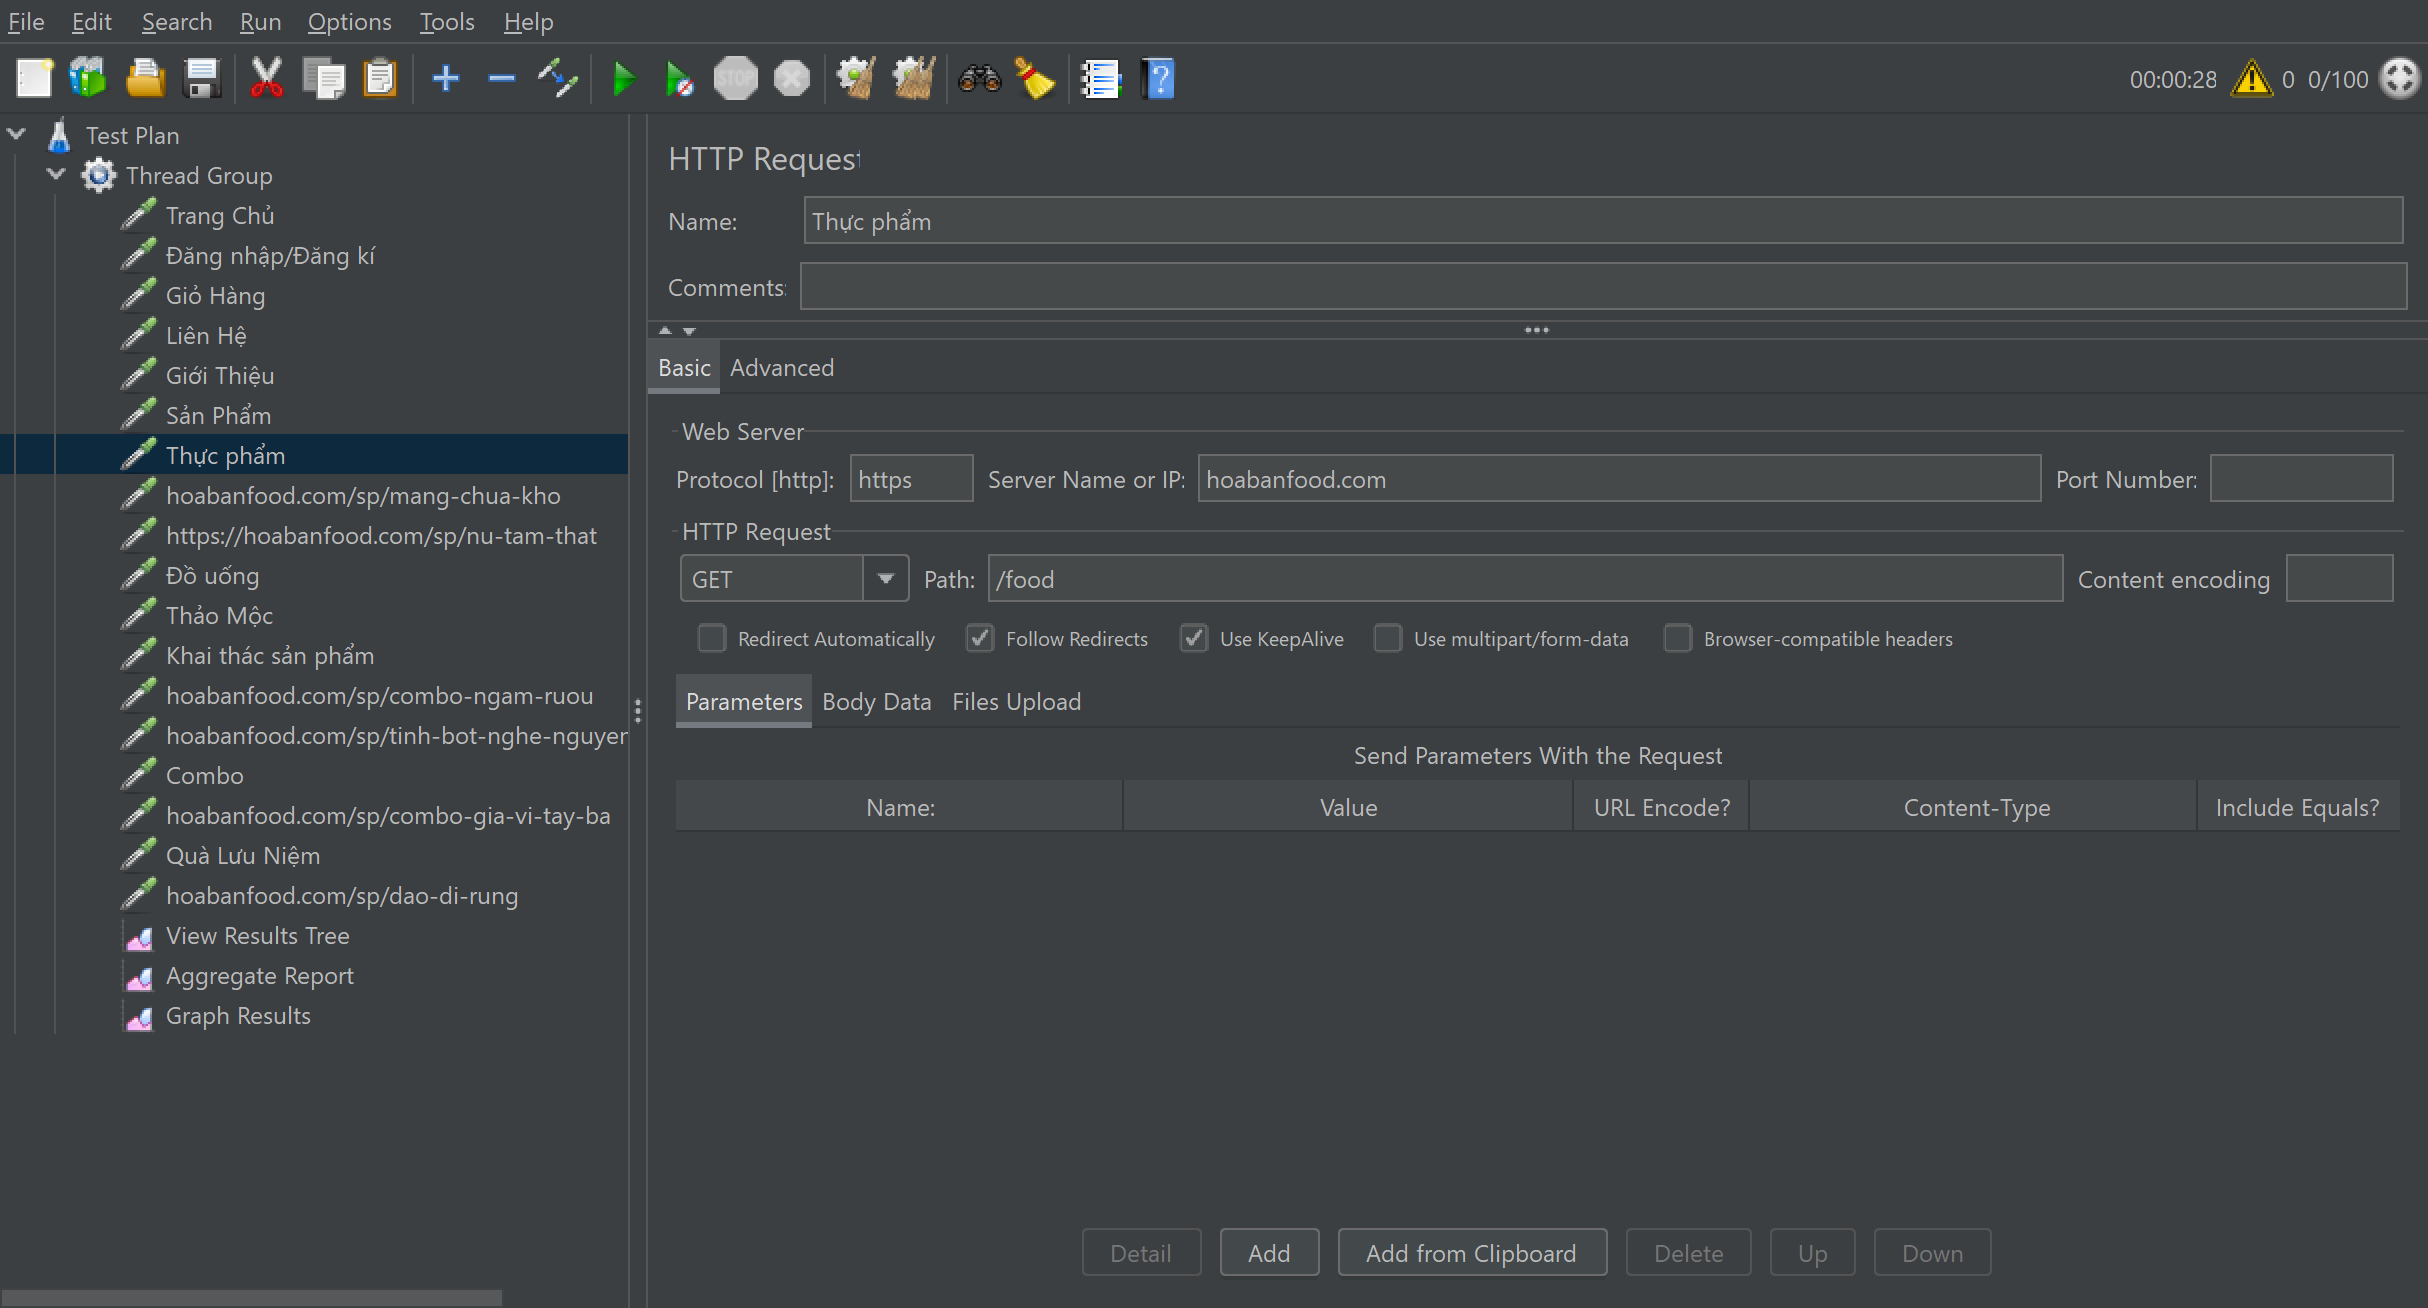 File Edit Search Run Options Tools Help
STOP
00:00:28 0 0/100
Test Plan
Thread Group
Trang Chủ
Đăng nhập/Đăng kí
Giỏ Hàng
Liên Hệ
Giới Thiệu
Sản Phẩm
Thực phẩm
hoabanfood.com/sp/mang-chua-kho
https://hoabanfood.com/sp/nu-tam-that
Đồ uống
Thảo Mộc
Khai thác sản phẩm
hoabanfood.com/sp/combo-ngam-ruou
hoabanfood.com/sp/tinh-bot-nghe-nguyer
Combo
hoabanfood.com/sp/combo-gia-vi-tay-ba
Quà Lưu Niệm
hoabanfood.com/sp/dao-di-rung
View Results Tree
Aggregate Report
Graph Results
HTTP Request
Name: Thực phẩm
Comments:
Basic Advanced
Web Server
Protocol [http]: https Server Name or IP: hoabanfood.com Port Number:
HTTP Request
GET Path: /food Content encoding
Redirect Automatically Follow Redirects Use KeepAlive Use multipart/form-data Browser-compatible headers
Parameters Body Data Files Upload
Send Parameters With the Request
Name: Value URL Encode? Content-Type Include Equals?
Detail Add Add from Clipboard Delete Up Down